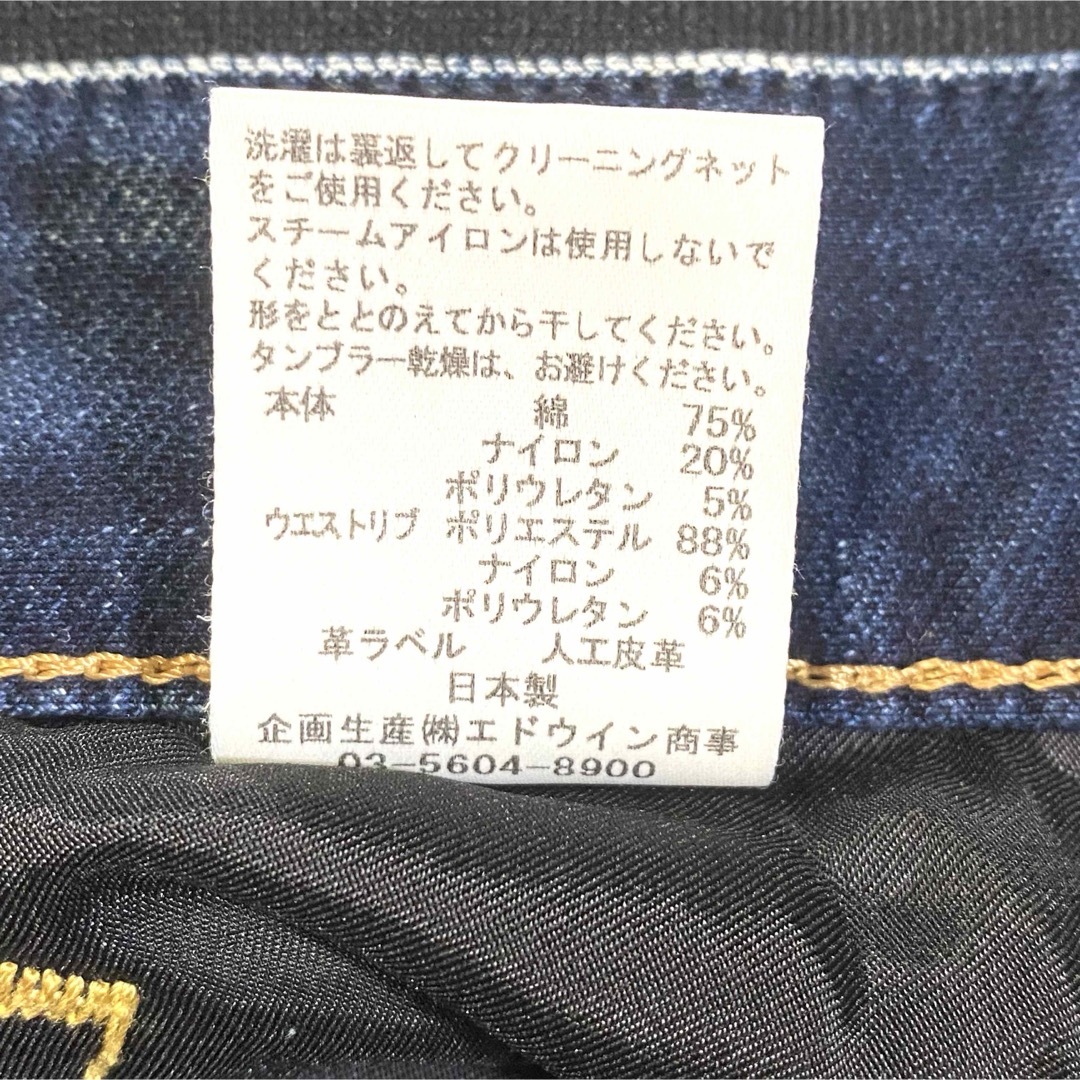 洗濯は裏返してクリーニングネット
をご使用ください。
スチームアイロンは使用しないで
ください。
形をととのえてから干してください。
タンブラー乾燥は、お避けください。
本体 綿 75%
ナイロン 20%
ポリウレタン 5%
ウエストリブ ポリエステル 88%
ナイロン 6%
ポリウレタン 6%
革ラベル 人工皮革
日本製
企画生産㈱エドウイン商事
03-5604-8900